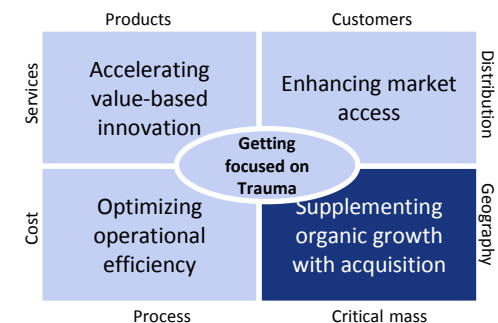 Products
Customers
Services
Accelerating
value-based
innovation
Enhancing market
access
Distribution
Getting
focused on
Trauma
Cost
Optimizing
operational
efficiency
Supplementing
organic growth
with acquisition
Geography
Process
Critical mass